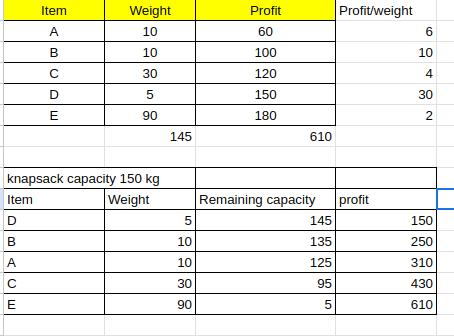 Item Weight Profit Profit/weight
A 10 60 6
B 10 100 10
C 30 120 4
D 5 150 30
E 90 180 2
145 610
knapsack capacity 150 kg
Item Weight Remaining capacity profit
D 5 145 150
B 10 135 250
A 10 125 310
C 30 95 430
E 90 5 610